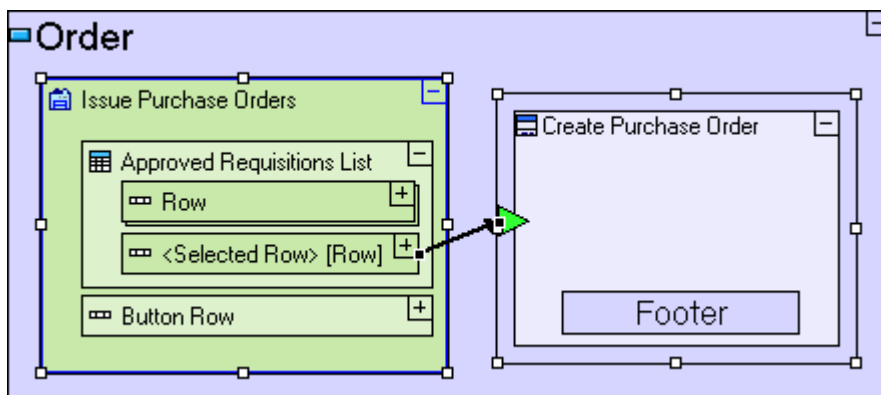 Order
Issue Purchase Orders
Approved Requisitions List
Row
<Selected Row> [Row]
Button Row
Create Purchase Order
Footer